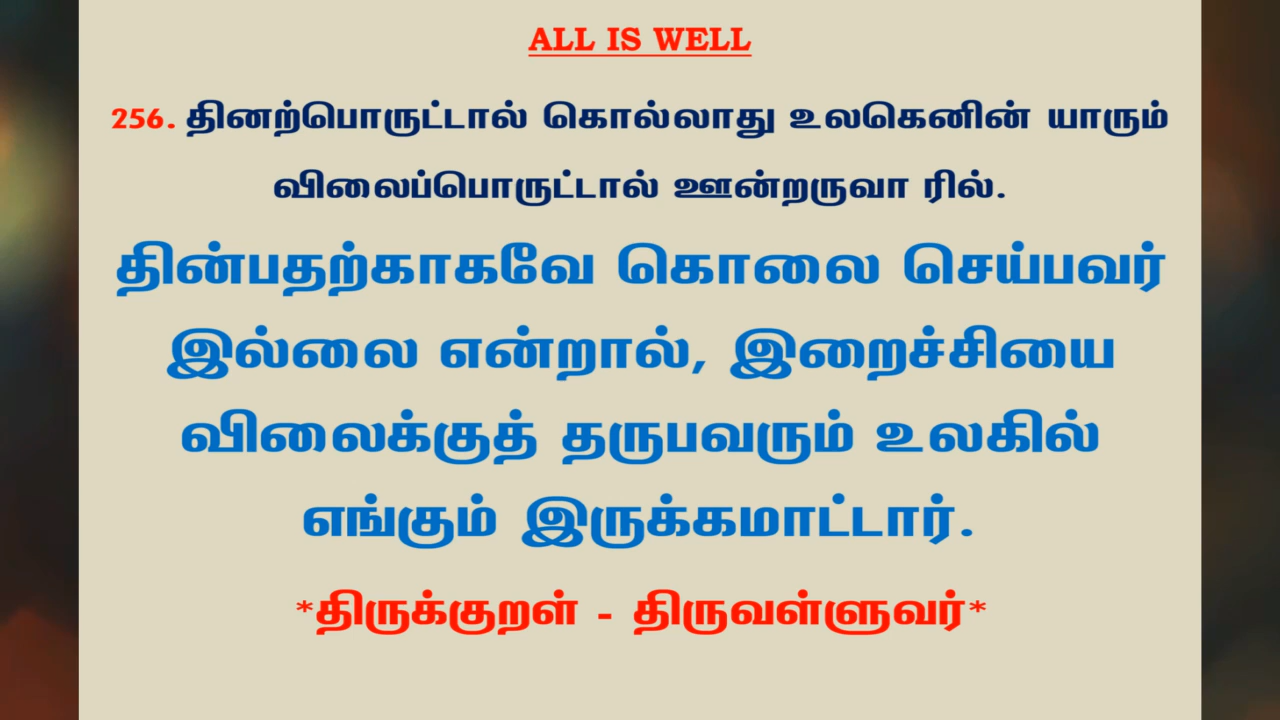 ALL IS WELL
256. தினற்பொருட்டால் கொல்லாது உலகெனின் யாரும்
விலைப்பொருட்டால் ஊன்றருவா ரில்.
தின்பதற்காகவே கொலை செய்பவர்
இல்லை என்றால், இறைச்சியை
விலைக்குத் தருபவரும் உலகில்
எங்கும் இருக்கமாட்டார்.
*திருக்குறள் - திருவள்ளுவர்*